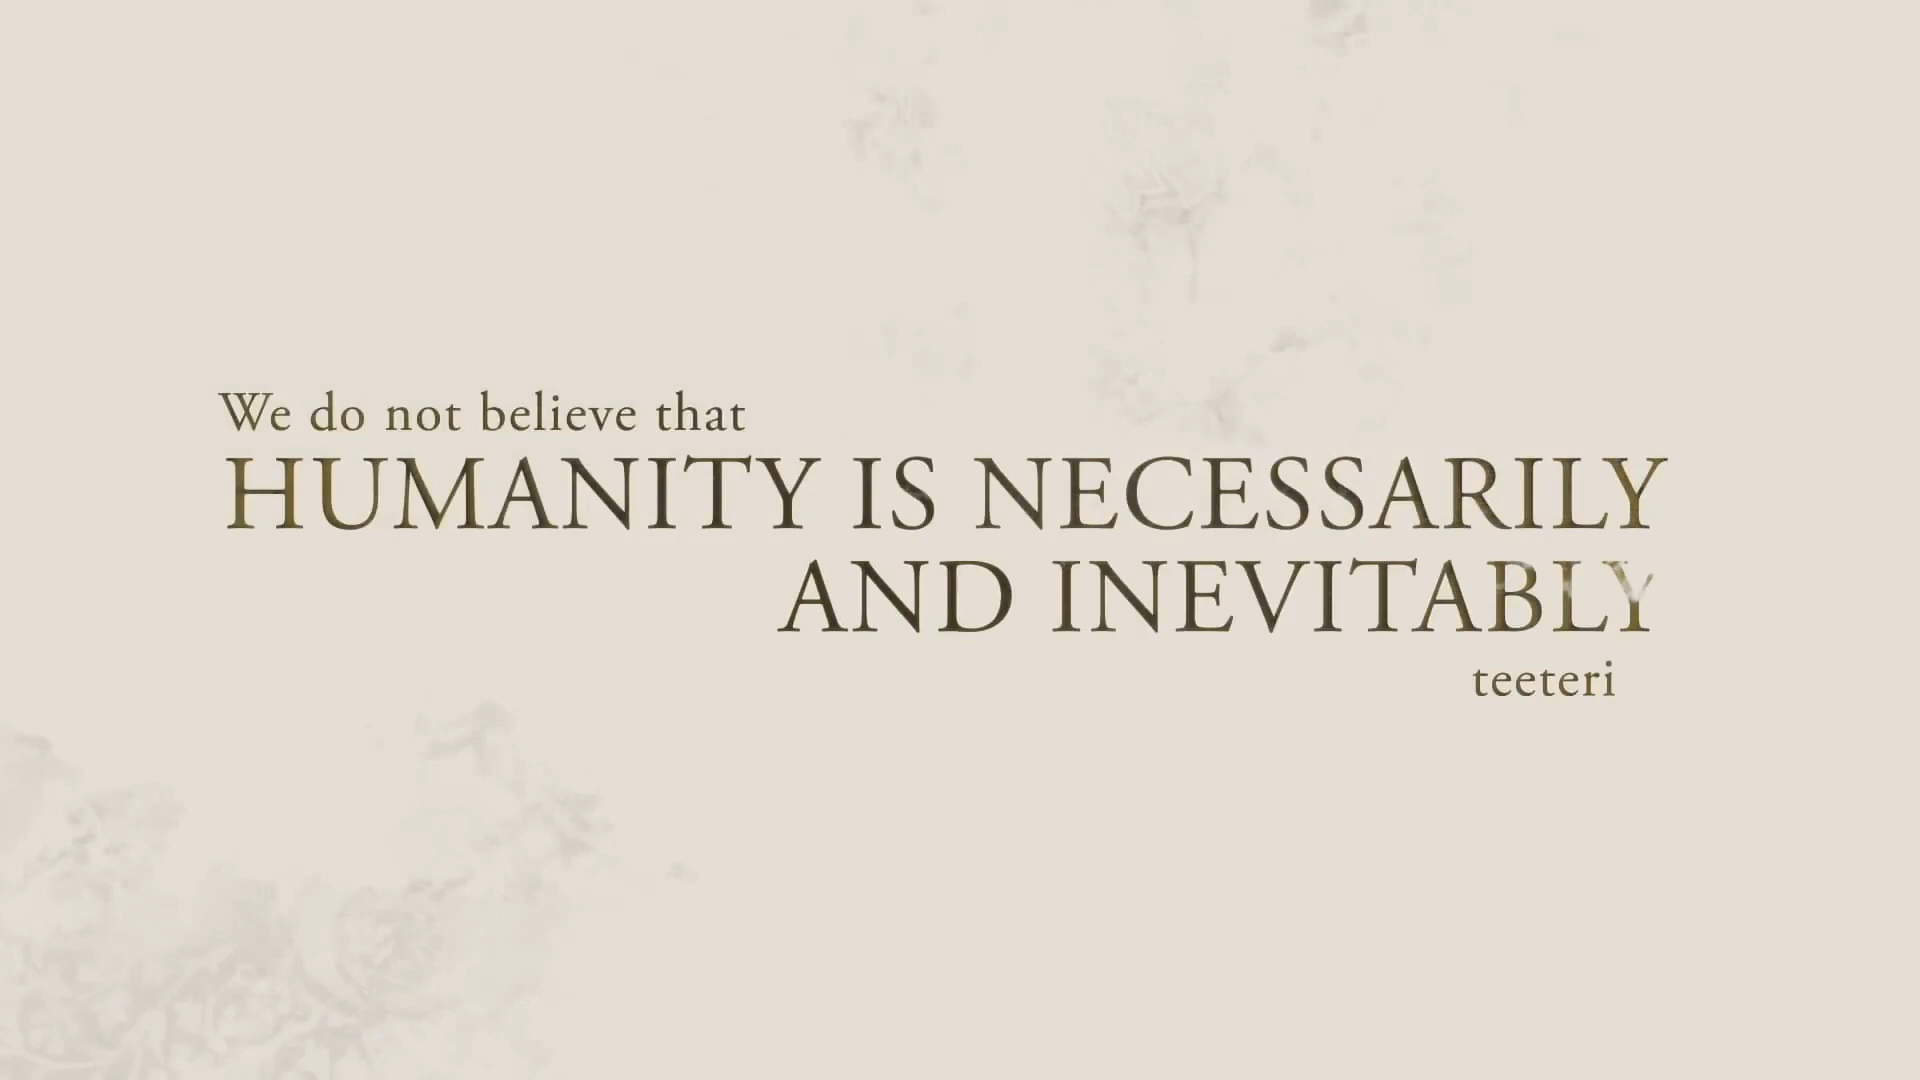 We do not believe that
HUMANITY IS NECESSARILY
AND INEVITABLY
teeteri